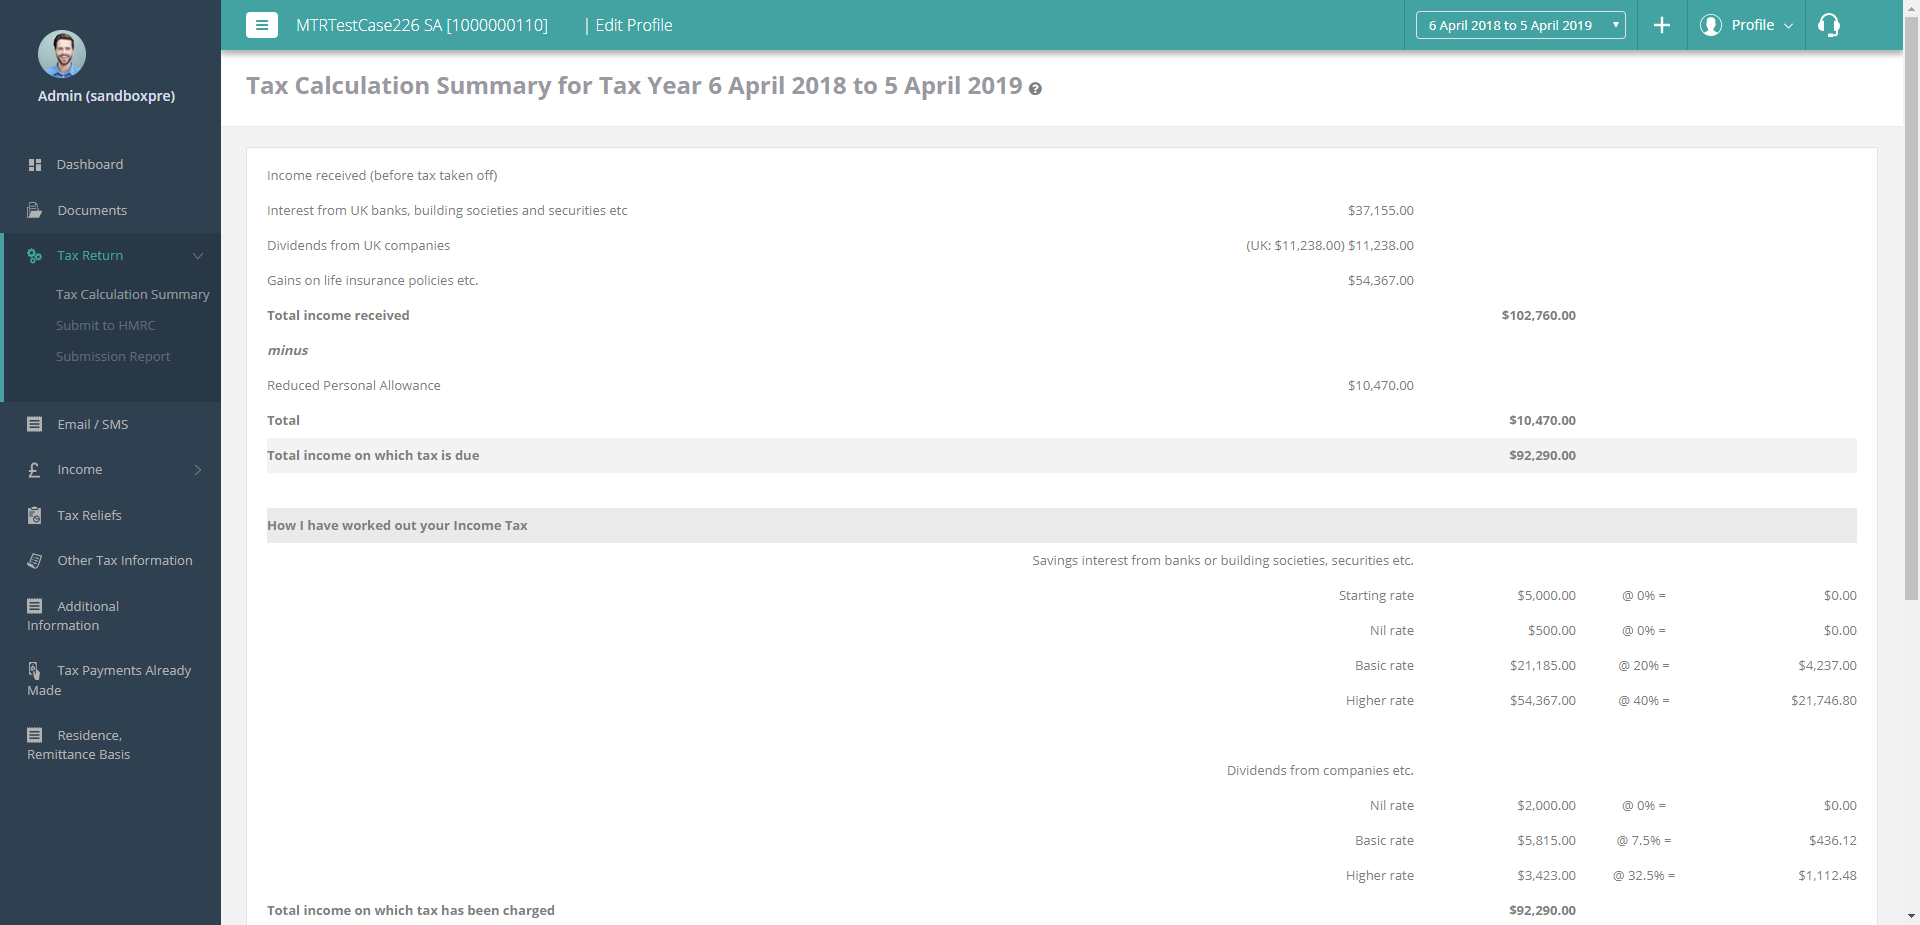 MTRTestCase226 SA [1000000110] | Edit Profile
6 April 2018 to 5 April 2019
Profile
Admin (sandboxpre)
Dashboard
Documents
Tax Return
Tax Calculation Summary
Submit to HMRC
Submission Report
Email / SMS
Income
Tax Reliefs
Other Tax Information
Additional
Information
Tax Payments Already
Made
Residence,
Remittance Basis
Tax Calculation Summary for Tax Year 6 April 2018 to 5 April 2019
Income received (before tax taken off)
Interest from UK banks, building societies and securities etc $37,155.00
Dividends from UK companies (UK: $11,238.00) $11,238.00
Gains on life insurance policies etc. $54,367.00
Total income received $102,760.00
minus
Reduced Personal Allowance $10,470.00
Total $10,470.00
Total income on which tax is due $92,290.00
How I have worked out your Income Tax
Savings interest from banks or building societies, securities etc.
Starting rate $5,000.00 @ 0% = $0.00
Nil rate $500.00 @ 0% = $0.00
Basic rate $21,185.00 @ 20% = $4,237.00
Higher rate $54,367.00 @ 40% = $21,746.80
Dividends from companies etc.
Nil rate $2,000.00 @ 0% = $0.00
Basic rate $5,815.00 @ 7.5% = $436.12
Higher rate $3,423.00 @ 32.5% = $1,112.48
Total income on which tax has been charged $92,290.00